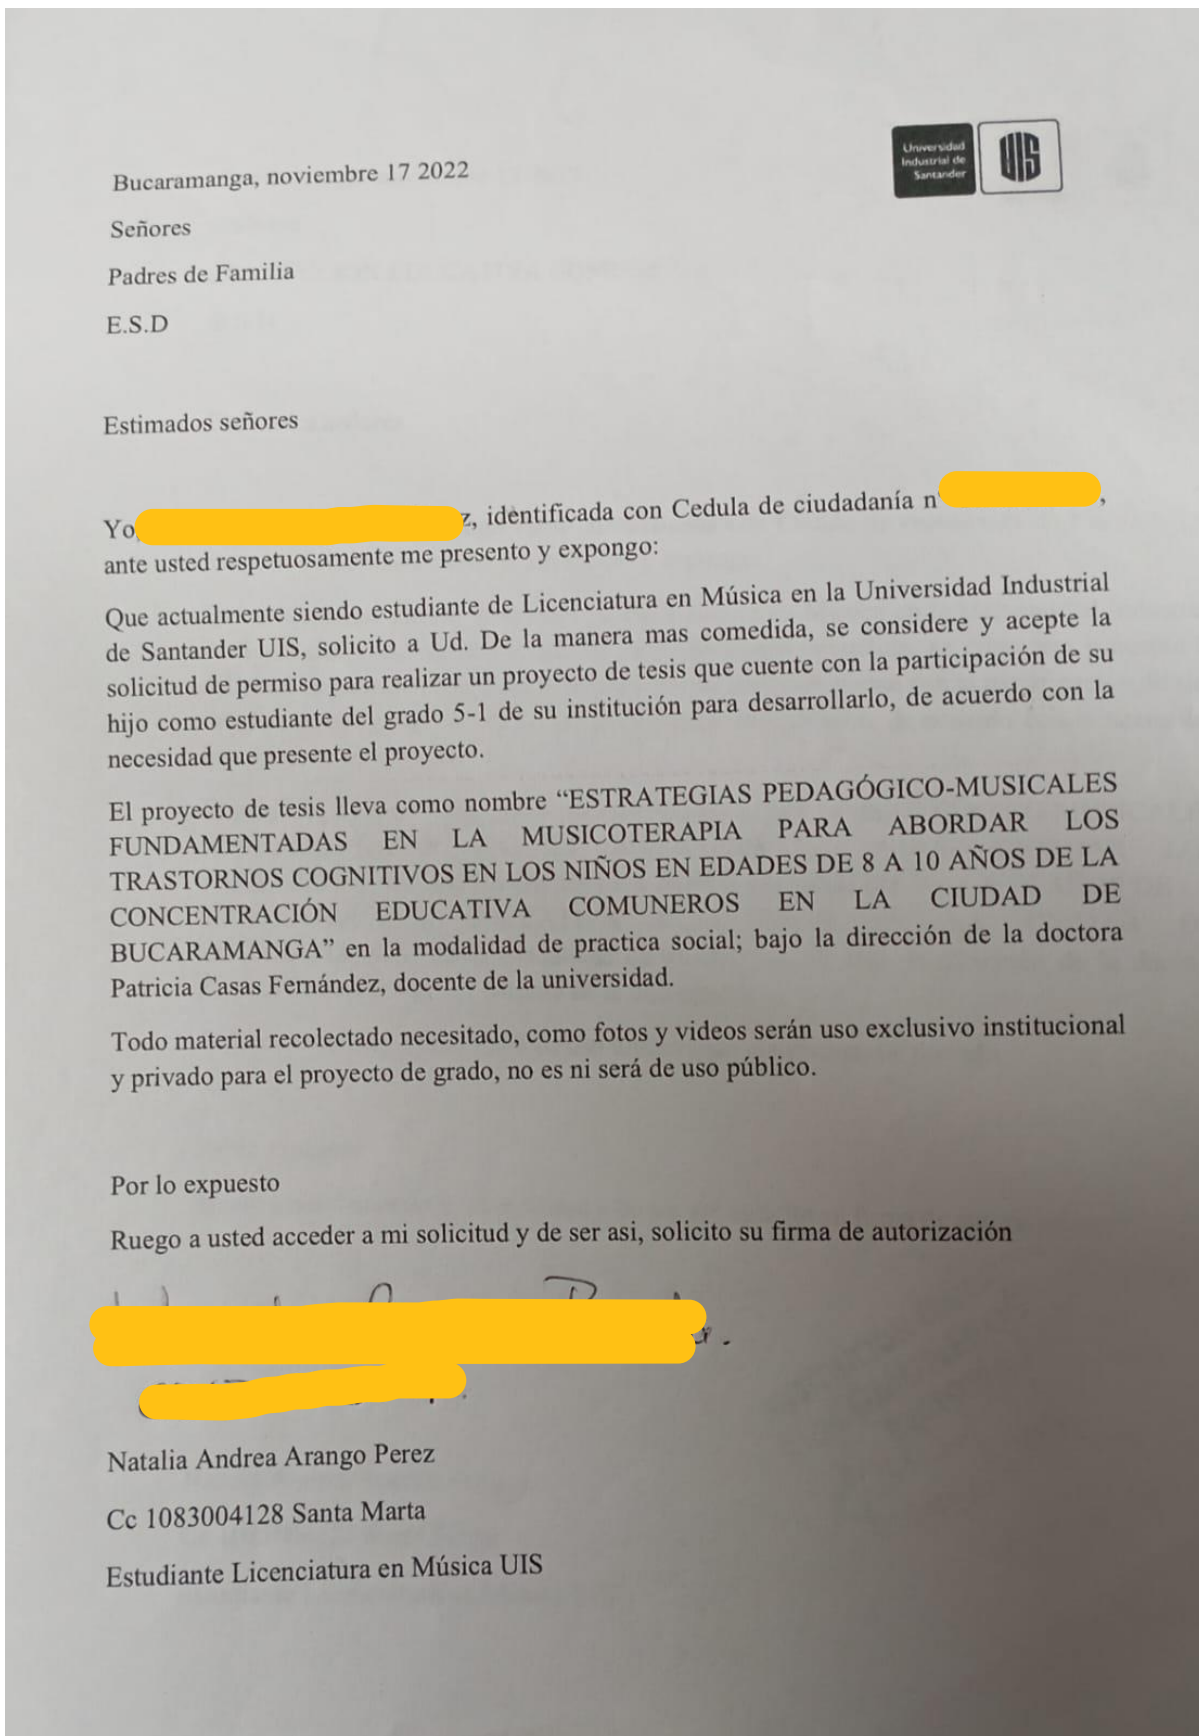 Universidad
Industrial de
Santander
UIS
Bucaramanga, noviembre 17 2022
Señores
Padres de Familia
E.S.D
Estimados señores
Yo, z, identificada con Cedula de ciudadanía n ,
ante usted respetuosamente me presento y expongo:
Que actualmente siendo estudiante de Licenciatura en Música en la Universidad Industrial
de Santander UIS, solicito a Ud. De la manera mas comedida, se considere y acepte la
solicitud de permiso para realizar un proyecto de tesis que cuente con la participación de su
hijo como estudiante del grado 5-1 de su institución para desarrollarlo, de acuerdo con la
necesidad que presente el proyecto.
El proyecto de tesis lleva como nombre “ESTRATEGIAS PEDAGÓGICO-MUSICALES
FUNDAMENTADAS EN LA MUSICOTERAPIA PARA ABORDAR LOS
TRASTORNOS COGNITIVOS EN LOS NIÑOS EN EDADES DE 8 A 10 AÑOS DE LA
CONCENTRACIÓN EDUCATIVA COMUNEROS EN LA CIUDAD DE
BUCARAMANGA” en la modalidad de practica social; bajo la dirección de la doctora
Patricia Casas Fernández, docente de la universidad.
Todo material recolectado necesitado, como fotos y videos serán uso exclusivo institucional
y privado para el proyecto de grado, no es ni será de uso público.
Por lo expuesto
Ruego a usted acceder a mi solicitud y de ser asi, solicito su firma de autorización
Natalia Andrea Arango Perez
Cc 1083004128 Santa Marta
Estudiante Licenciatura en Música UIS